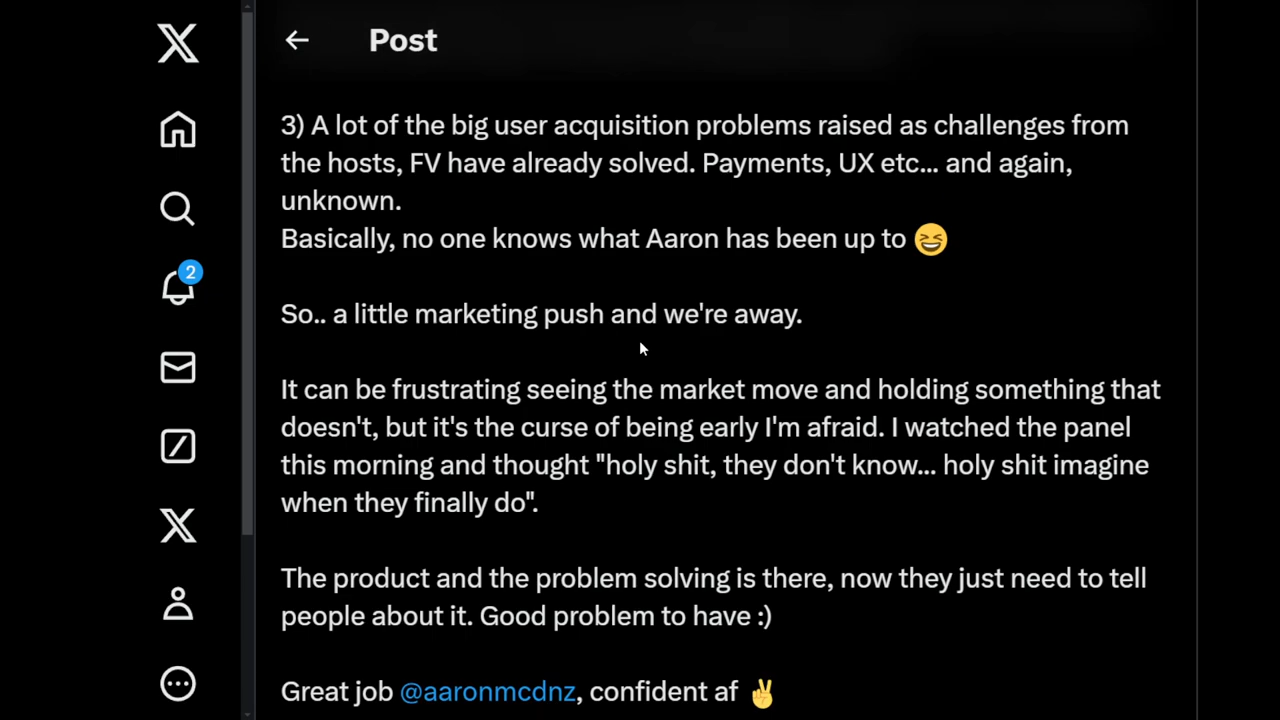 Post
2
3) A lot of the big user acquisition problems raised as challenges from
the hosts, FV have already solved. Payments, UX etc... and again,
unknown.
Basically, no one knows what Aaron has been up to 😆
So.. a little marketing push and we're away.
It can be frustrating seeing the market move and holding something that
doesn't, but it's the curse of being early I'm afraid. I watched the panel
this morning and thought "holy shit, they don't know... holy shit imagine
when they finally do".
The product and the problem solving is there, now they just need to tell
people about it. Good problem to have :)
Great job @aaronmcdnz, confident af ✌️